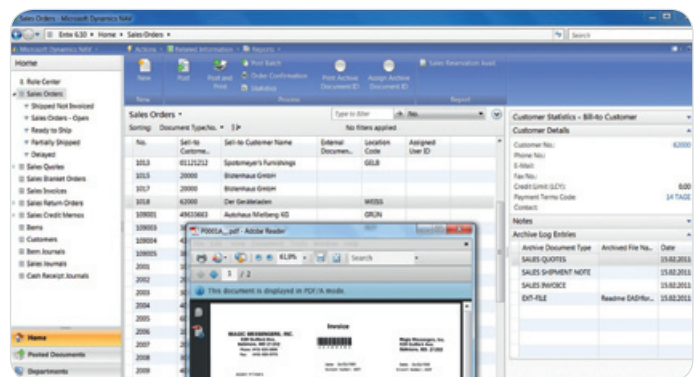 Sales Orders - Microsoft Dynamics NAV
Ento 6.30 Home Sales Orders
Search
Microsoft Dynamics NAV
Actions Related Information Reports
New
Post
Post and Print
Post Batch
Order Confirmation
Statistics
Print Archive Document ID
Assign Archive Document ID
Sales Reservation Avail
New
Process
Report
Home
Role Center
Sales Orders
Shipped Not Invoiced
Sales Orders - Open
Ready to Ship
Partially Shipped
Delayed
Sales Quotes
Sales Blanket Orders
Sales Invoices
Sales Return Orders
Sales Credit Memos
Items
Customers
Item Journals
Sales Journals
Cash Receipt Journals
Home
Posted Documents
Departments
Sales Orders
Type to filter
No.
Sorting: Document Type,No.
No filters applied
No. Sell-to Custome... Sell-to Customer Name External Documen... Location Code Assigned User ID
1013 01121212 Spotsmeyer's Furnishings GELB
1015 20000 Blütenhaus GmbH
1017 20000 Blütenhaus GmbH
1018 62000 Der Geräteladen WEISS
109001 49633663 Autohaus Mielberg KG GRÜN
109003
109004
109005
2001
2003
2004
2005
2006
2007
2008
2009
P0001A_.pdf - Adobe Reader
1 / 2
61,9%
Search
This document is displayed in PDF/A mode.
MAGIC MESSENGERS, INC.
Invoice
Customer Statistics - Bill-to Customer
Customer Details
Customer No.: 62000
Phone No.:
E-Mail:
Fax No.:
Credit Limit (LCY): 0,00
Payment Terms Code: 14 TAGE
Contact:
Notes
Archive Log Entries
Archive Document Type Archived File Na... Date
SALES QUOTES 15.02.2011
SALES SHIPMENT NOTE 15.02.2011
SALES INVOICE 15.02.2011
EXT-FILE 15.02.2011